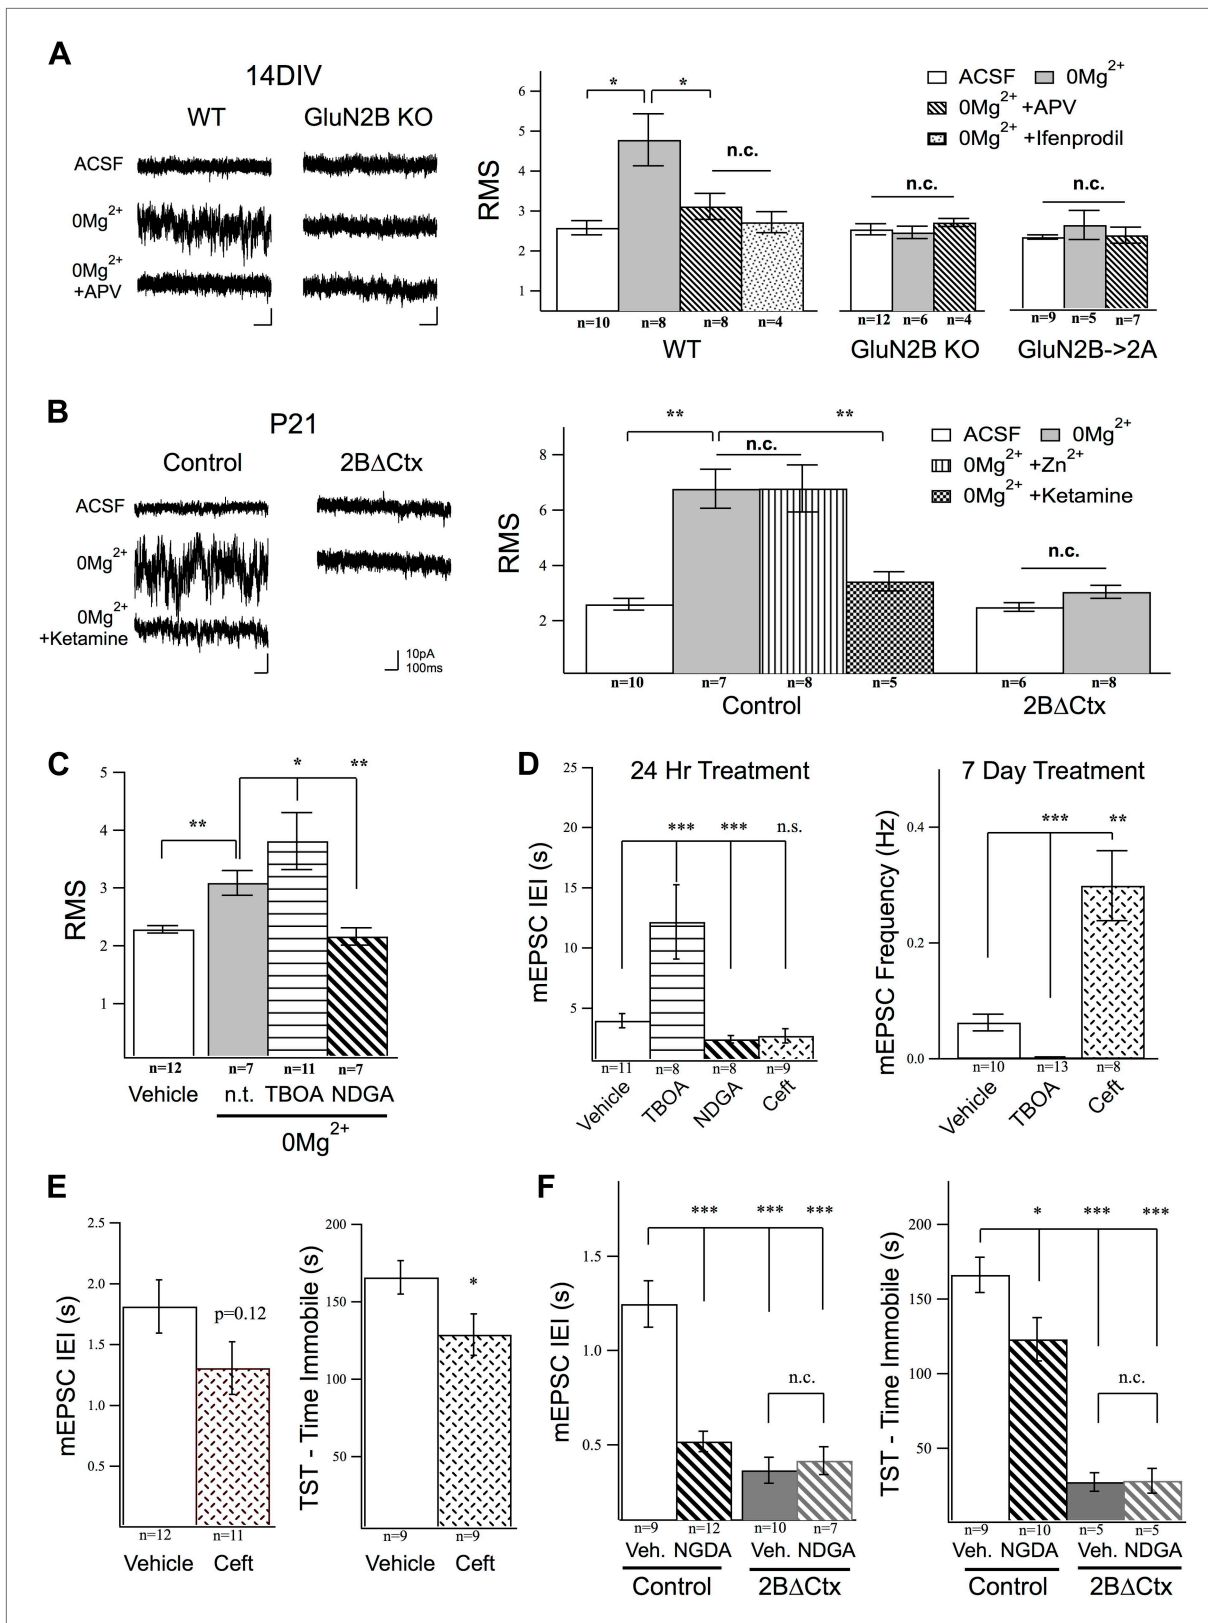 A
14DIV
WT
GluN2B KO
ACSF
0Mg2+
0Mg2+
+APV
RMS
6
5
4
3
2
1
*
*
n.c.
n.c.
n.c.
ACSF
0Mg2+
0Mg2+ +APV
0Mg2+ +Ifenprodil
n=10
n=8
n=8
n=4
n=12
n=6
n=4
n=9
n=5
n=7
WT
GluN2B KO
GluN2B->2A
B
P21
Control
2BΔCtx
ACSF
0Mg2+
0Mg2+
+Ketamine
10pA
100ms
RMS
8
6
4
2
**
**
n.c.
n.c.
ACSF
0Mg2+
0Mg2+ +Zn2+
0Mg2+ +Ketamine
n=10
n=7
n=8
n=5
n=6
n=8
Control
2BΔCtx
C
RMS
5
4
3
2
1
**
*
**
n=12
n=7
n=11
n=7
Vehicle
n.t.
TBOA
NDGA
0Mg2+
D
24 Hr Treatment
mEPSC IEI (s)
25
20
15
10
5
***
***
n.s.
n=11
n=8
n=8
n=9
Vehicle
TBOA
NDGA
Ceft
7 Day Treatment
mEPSC Frequency (Hz)
0.4
0.2
0.0
***
**
n=10
n=13
n=8
Vehicle
TBOA
Ceft
E
mEPSC IEI (s)
2.5
2.0
1.5
1.0
0.5
p=0.12
n=12
n=11
Vehicle
Ceft
TST - Time Immobile (s)
200
150
100
50
*
n=9
n=9
Vehicle
Ceft
F
mEPSC IEI (s)
1.5
1.0
0.5
***
***
***
n.c.
n=9
n=12
n=10
n=7
Veh. NGDA
Veh. NDGA
Control
2BΔCtx
TST - Time Immobile (s)
200
150
100
50
*
***
***
n.c.
n=9
n=10
n=5
n=5
Veh. NGDA
Veh. NDGA
Control
2BΔCtx